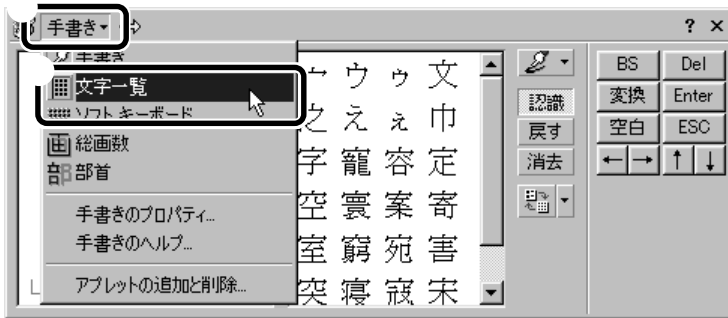 手書き ? ×
手書き
文字一覧
ソフトキーボード
総画数
部首
手書きのプロパティ...
手書きのヘルプ...
アプレットの追加と削除...
宀 ウ ゥ 文
之 え ぇ 巾
字 寵 容 定
空 寰 案 寄
室 窮 宛 害
突 寝 寇 宋
認識
戻す
消去
BS Del
変換 Enter
空白 ESC
← → ↑ ↓